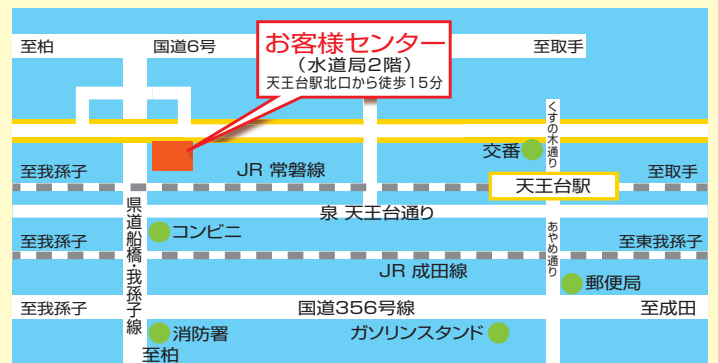 至柏
国道6号
お客様センター
（水道局2階）
天王台駅北口から徒歩15分
至取手
くすの木通り
交番
至我孫子
JR 常磐線
至取手
天王台駅
県道船橋・我孫子線
泉 天王台通り
コンビニ
あやめ通り
至我孫子
至東我孫子
JR 成田線
郵便局
至我孫子
国道356号線
至成田
消防署
ガソリンスタンド
至柏